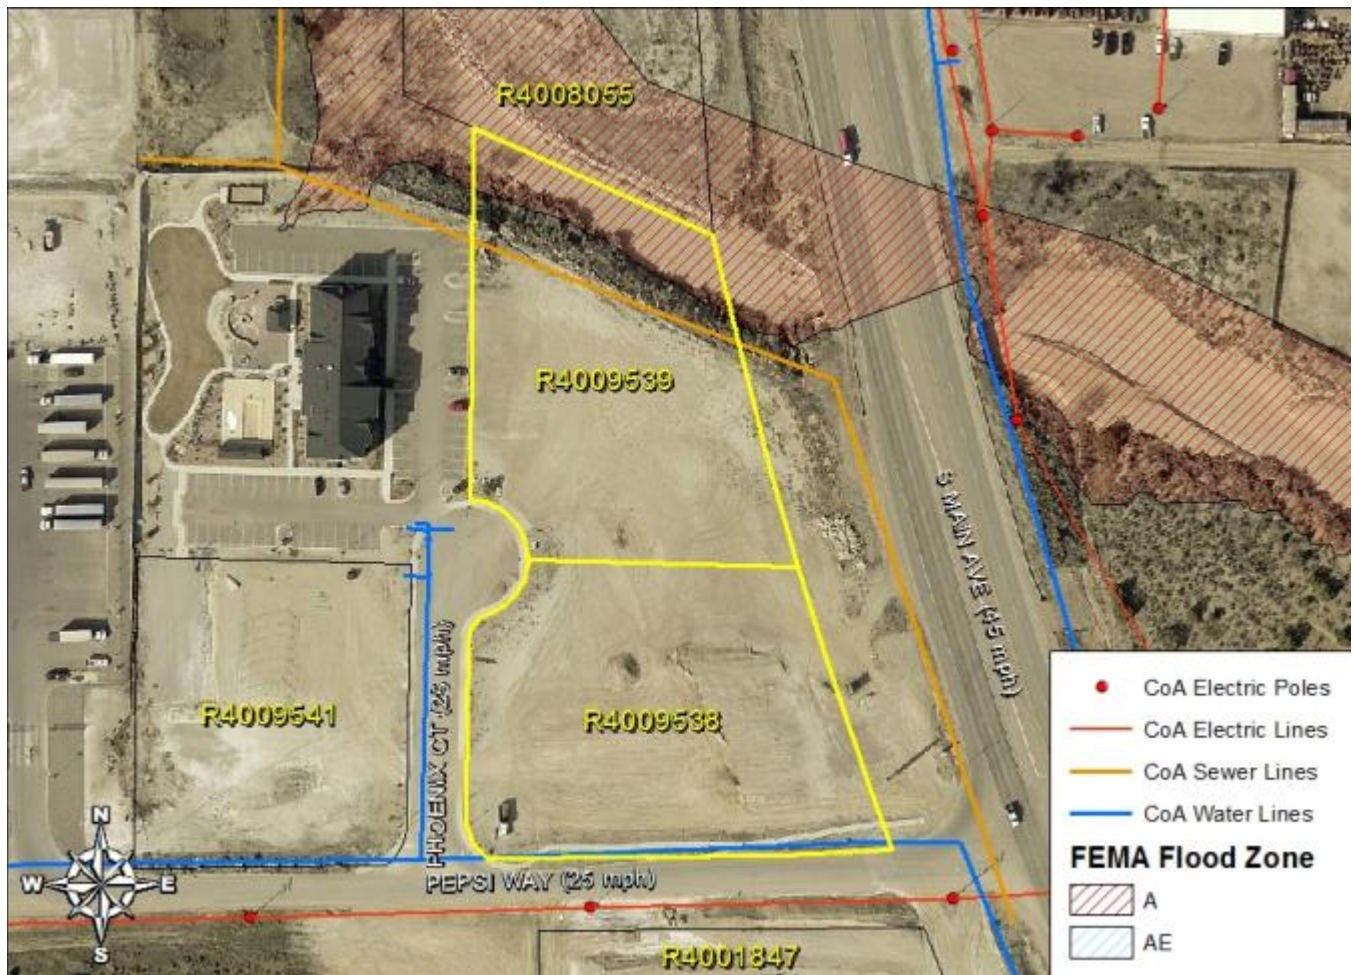 R4008055
R4009539
S MAIN AVE (45 mph)
PHOENIX CT (25 mph)
R4009541
R4009538
PEPSI WAY (25 mph)
R4001847
N
W E
S
CoA Electric Poles
CoA Electric Lines
CoA Sewer Lines
CoA Water Lines
FEMA Flood Zone
A
AE